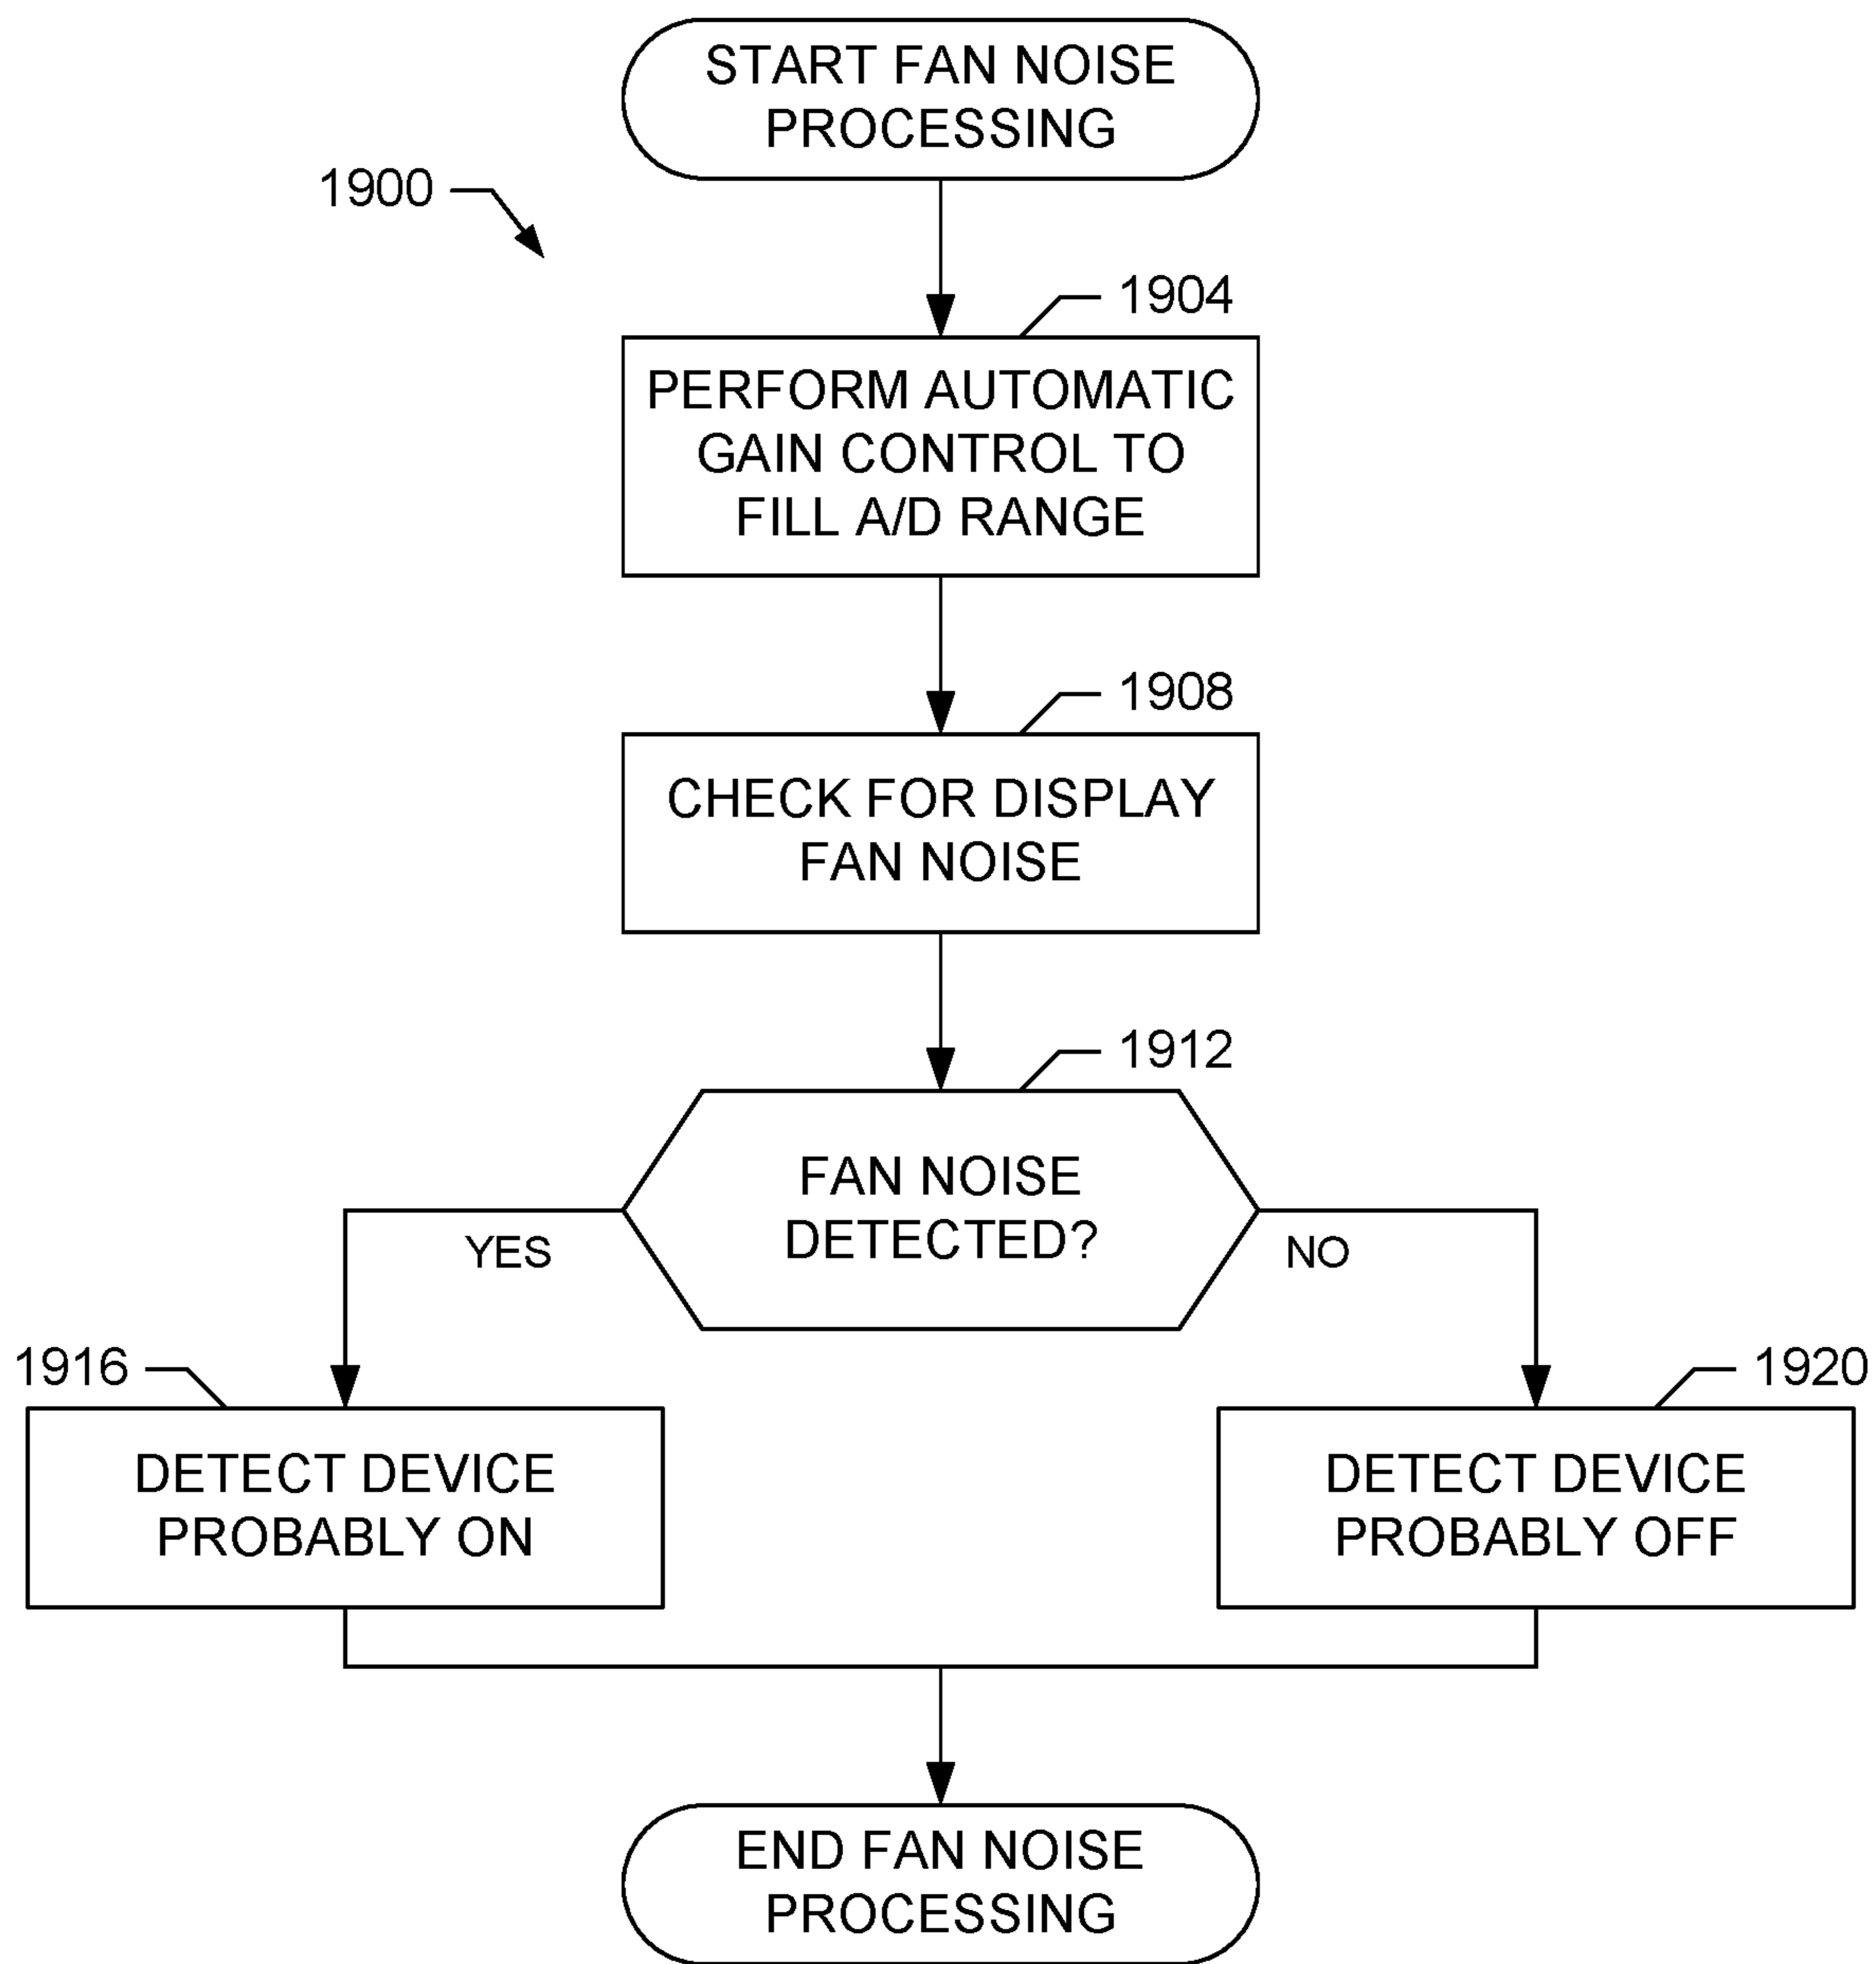 START FAN NOISE
PROCESSING
1900
1904
PERFORM AUTOMATIC
GAIN CONTROL TO
FILL A/D RANGE
1908
CHECK FOR DISPLAY
FAN NOISE
1912
FAN NOISE
DETECTED?
YES
NO
1916
1920
DETECT DEVICE
PROBABLY ON
DETECT DEVICE
PROBABLY OFF
END FAN NOISE
PROCESSING